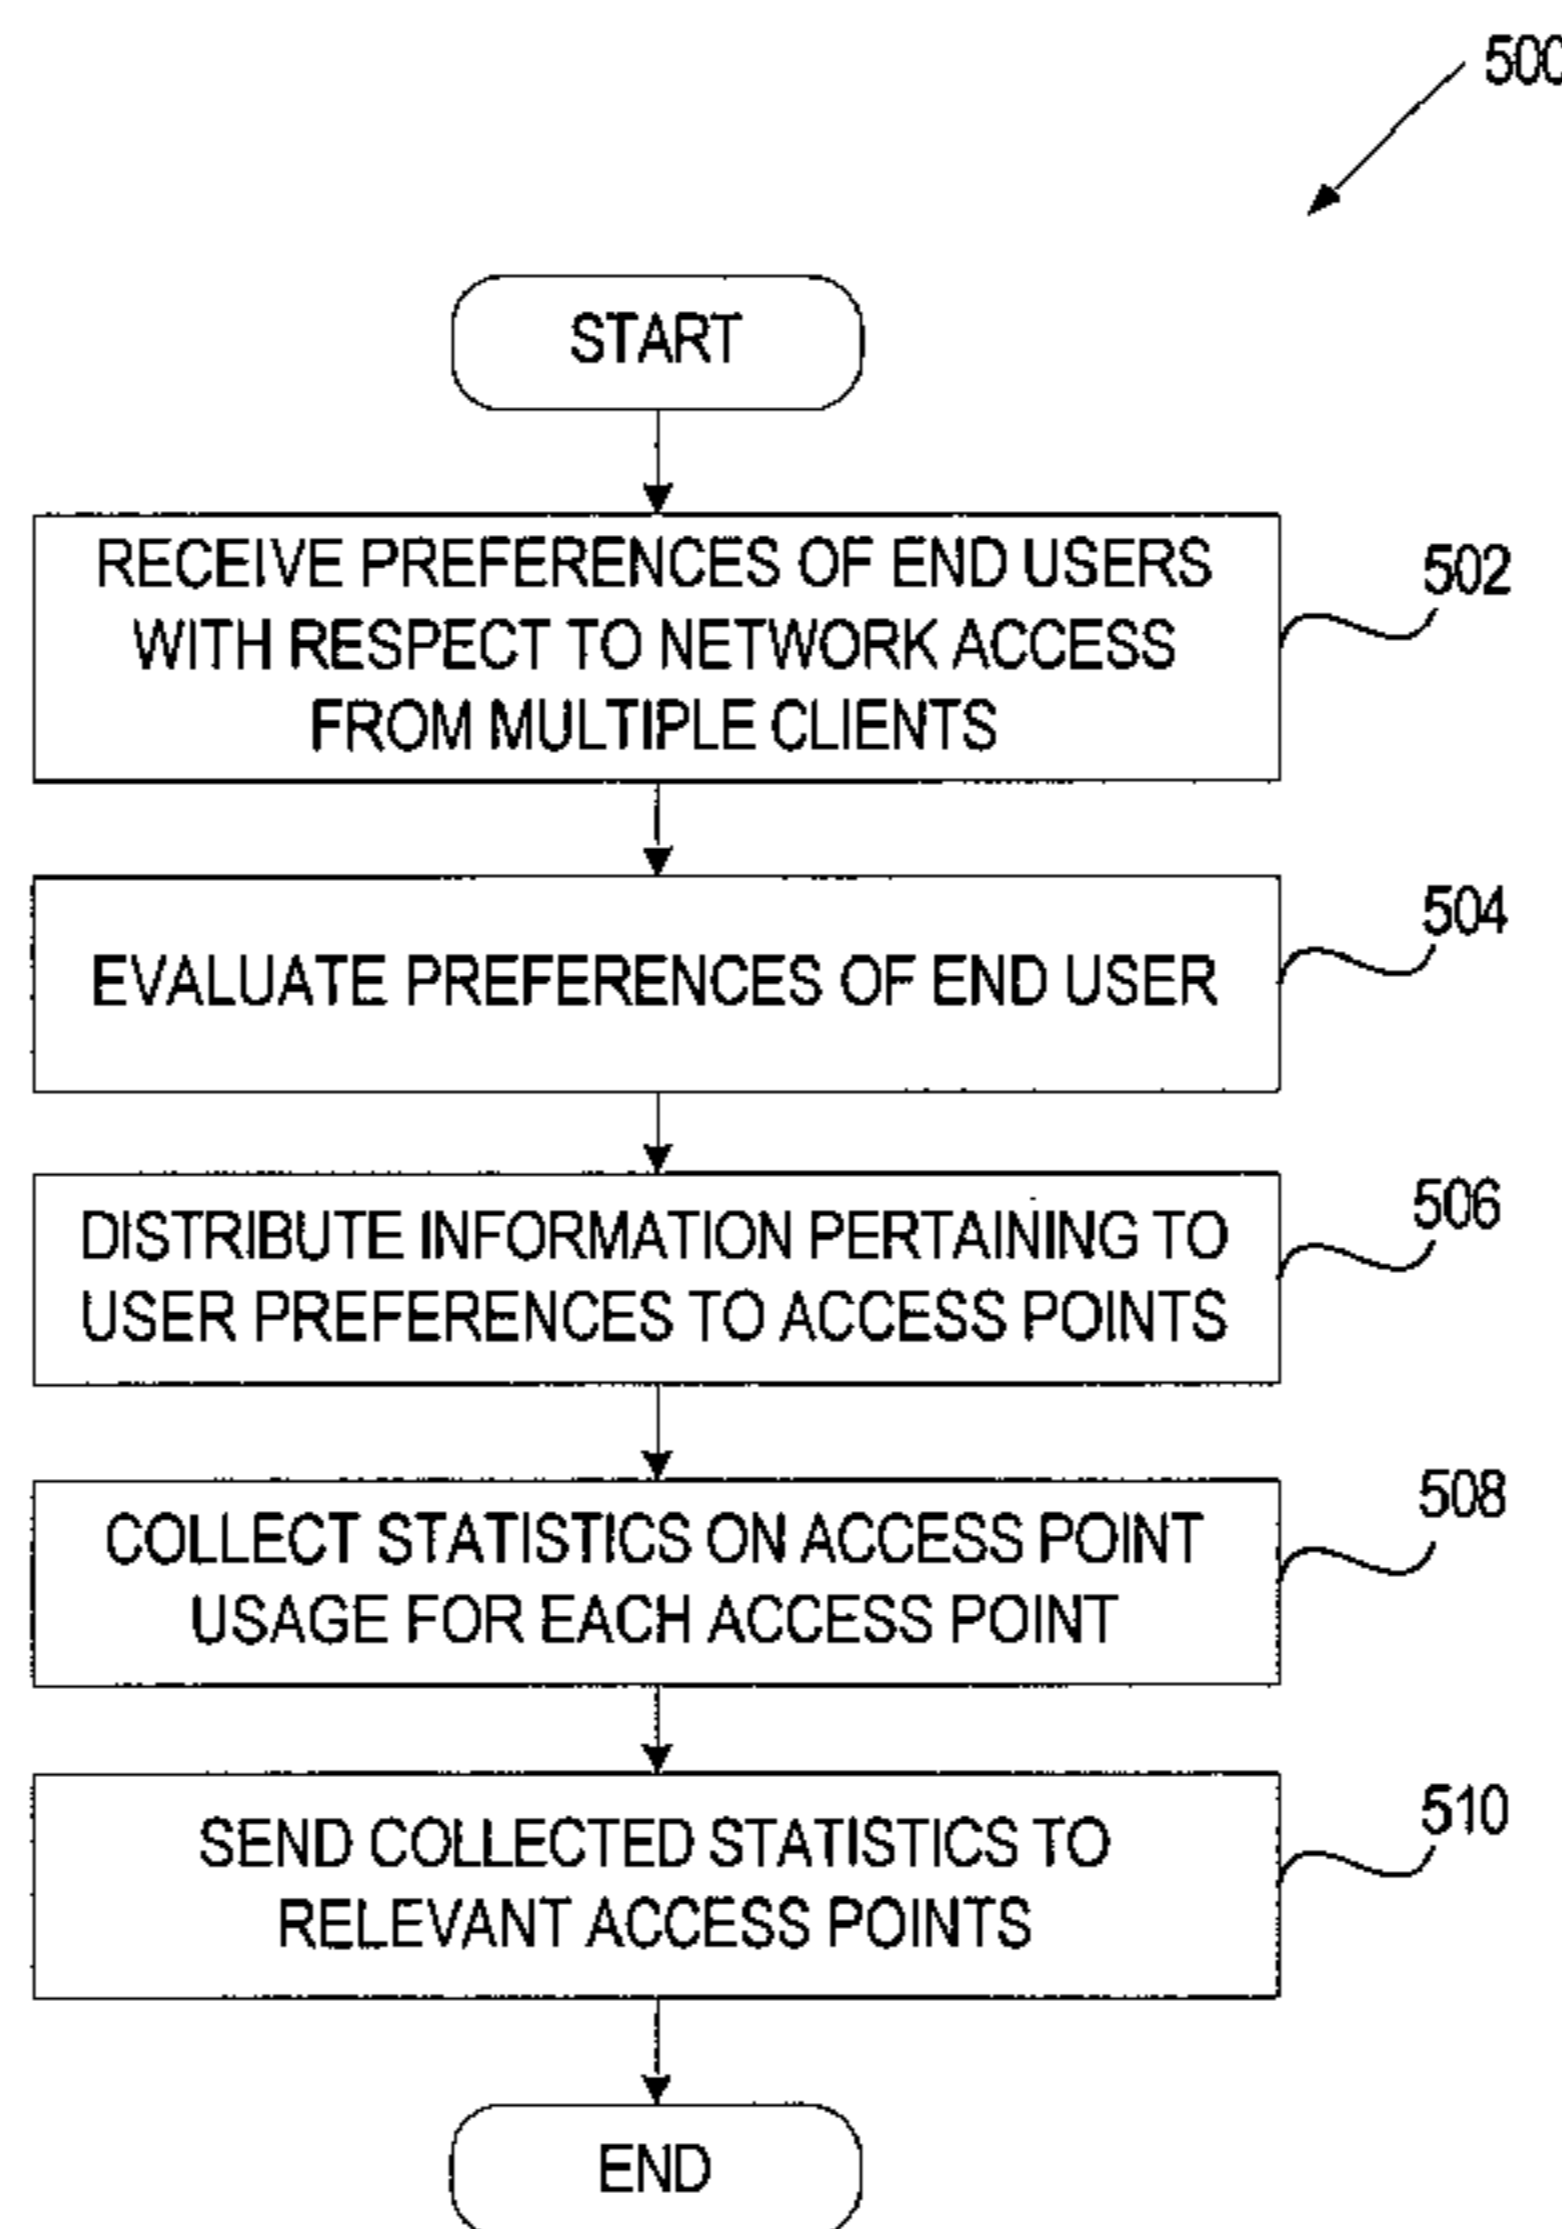 500
START
RECEIVE PREFERENCES OF END USERS
WITH RESPECT TO NETWORK ACCESS
FROM MULTIPLE CLIENTS
502
EVALUATE PREFERENCES OF END USER
504
DISTRIBUTE INFORMATION PERTAINING TO
USER PREFERENCES TO ACCESS POINTS
506
COLLECT STATISTICS ON ACCESS POINT
USAGE FOR EACH ACCESS POINT
508
SEND COLLECTED STATISTICS TO
RELEVANT ACCESS POINTS
510
END